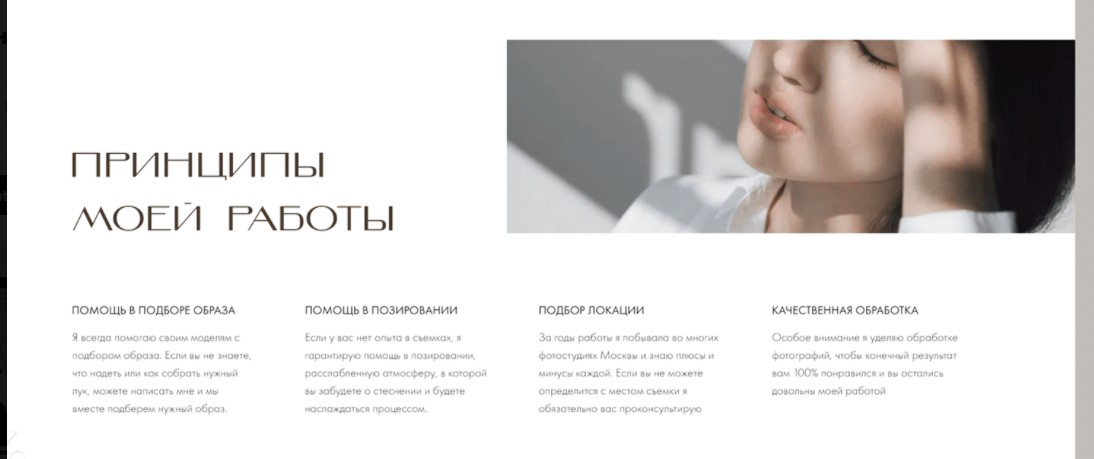 ПРИНЦИПЫ
МОЕЙ РАБОТЫ
ПОМОЩЬ В ПОДБОРЕ ОБРАЗА
Я всегда помогаю своим моделям с
подбором образа. Если вы не знаете,
что надеть или как собрать нужный
лук, можете написать мне и мы
вместе подберем нужный образ.
ПОМОЩЬ В ПОЗИРОВАНИИ
Если у вас нет опыта в съемках, я
гарантирую помощь в позировании,
расслабленную атмосферу, в которой
вы забудете о стеснении и будете
наслаждаться процессом.
ПОДБОР ЛОКАЦИИ
За годы работы я побывала во многих
фотостудиях Москвы и знаю плюсы и
минусы каждой. Если вы не можете
определится с местом съемки я
обязательно вас проконсультирую
КАЧЕСТВЕННАЯ ОБРАБОТКА
Особое внимание я уделяю обработке
фотографий, чтобы конечный результат
вам 100% понравился и вы остались
довольны моей работой